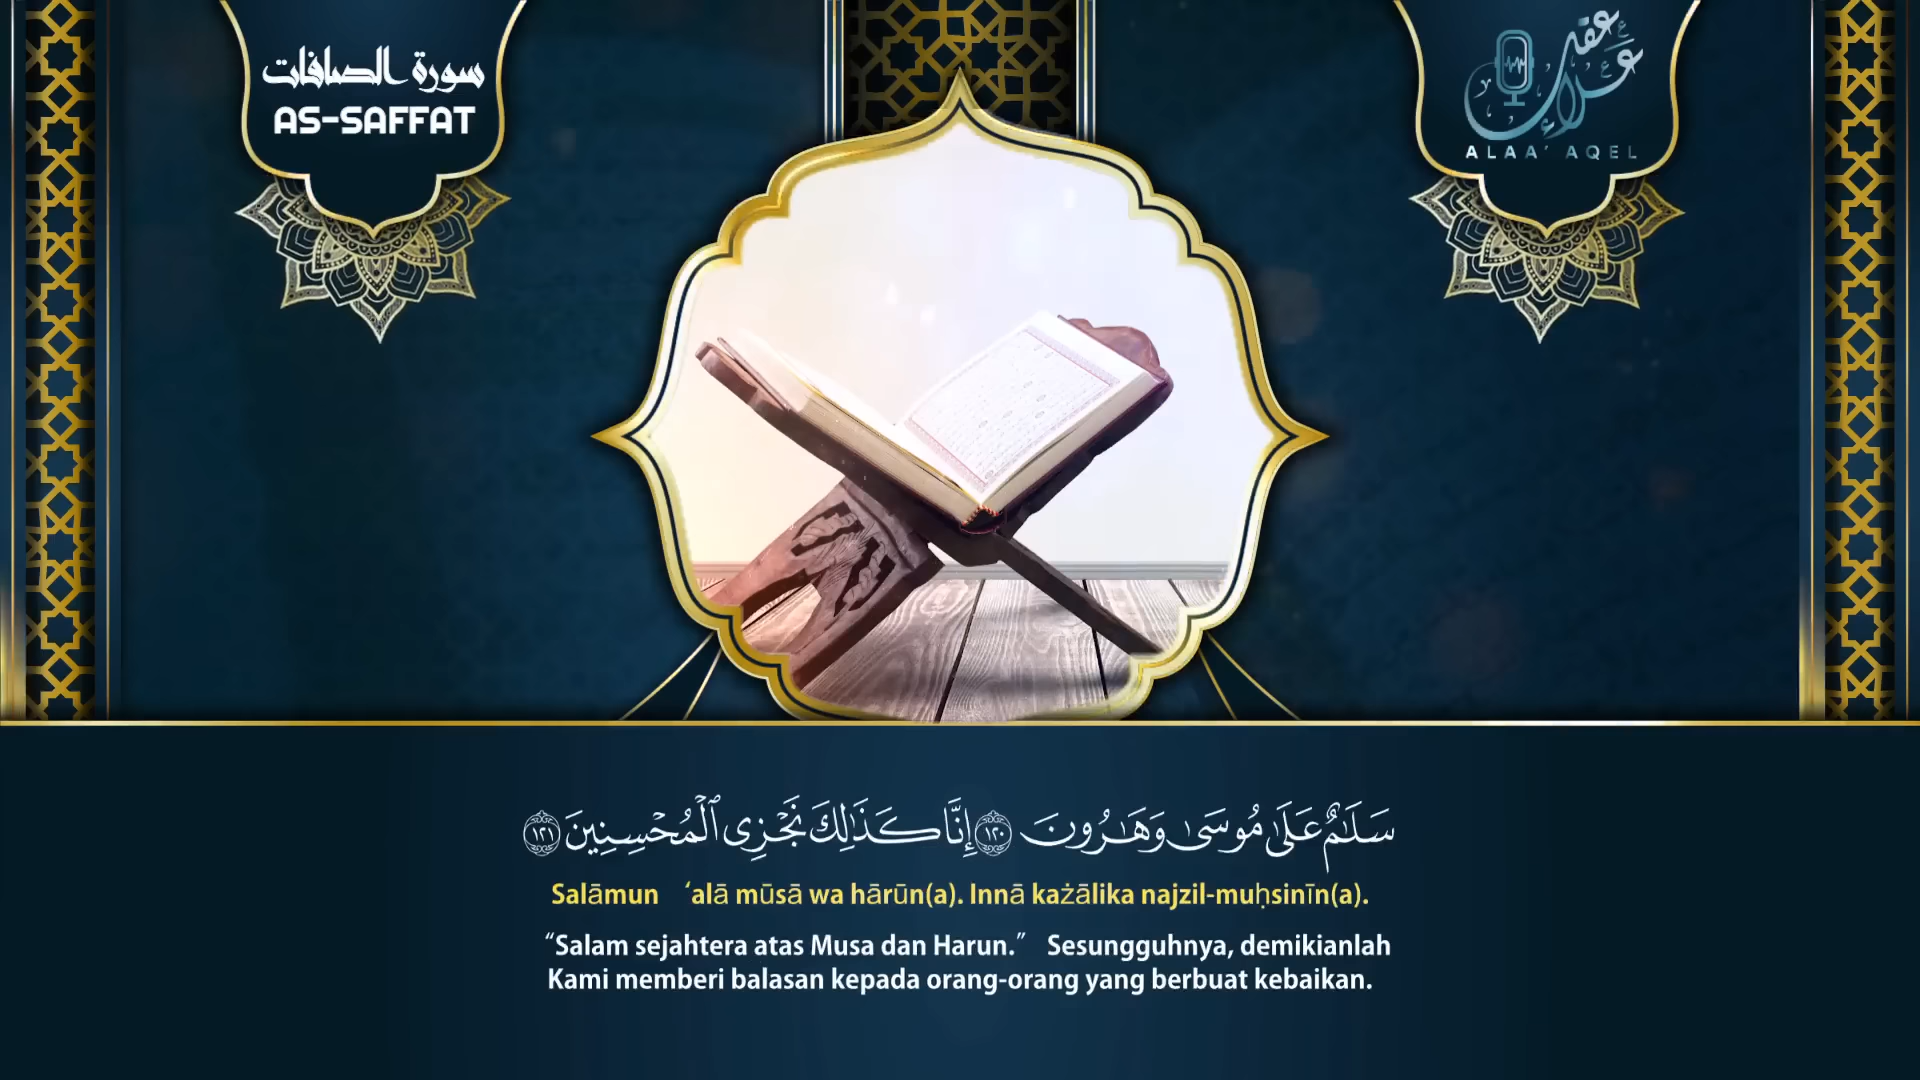 سورة الصافات
AS-SAFFAT
علاء عقل
ALAA' AQEL
سَلَـٰمٌ عَلَىٰ مُوسَىٰ وَهَـٰرُونَ ١٢٠ إِنَّا كَذَٰلِكَ نَجْزِى ٱلْمُحْسِنِينَ ١٢١
Salāmun ‘alā mūsā wa hārūn(a). Innā każālika najzil-muḥsinīn(a).
“Salam sejahtera atas Musa dan Harun.” Sesungguhnya, demikianlah
Kami memberi balasan kepada orang-orang yang berbuat kebaikan.